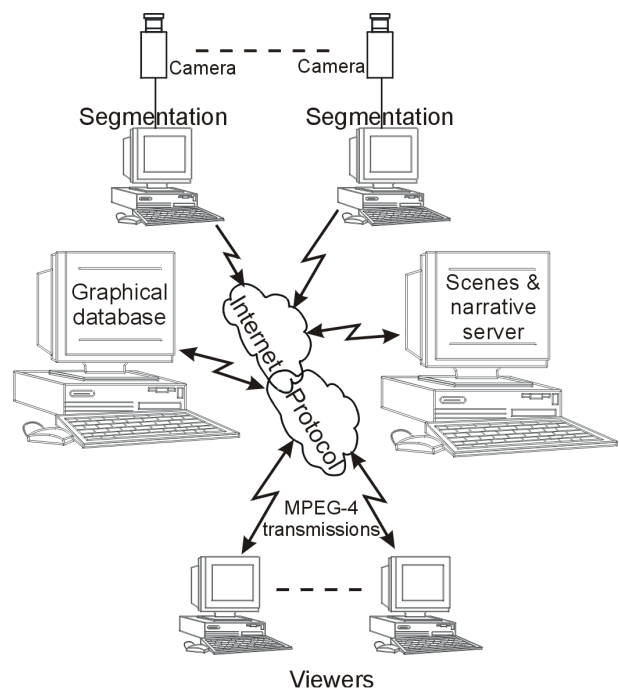 Camera
Camera
Segmentation
Segmentation
Graphical
database
Scenes &
narrative
server
Internet
Protocol
MPEG-4
transmissions
Viewers